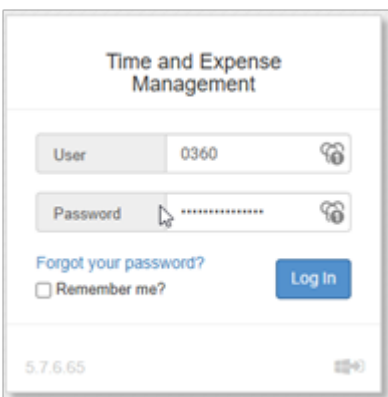 Time and Expense
Management
User 0360
Password ···············
Forgot your password?
Remember me?
Log In
5.7.6.65